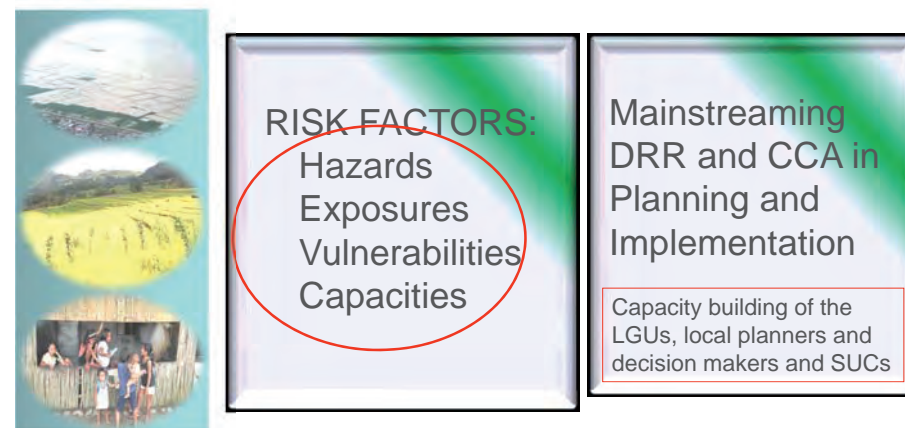 RISK FACTORS:
Hazards
Exposures
Vulnerabilities
Capacities
Mainstreaming
DRR and CCA in
Planning and
Implementation
Capacity building of the
LGUs, local planners and
decision makers and SUCs